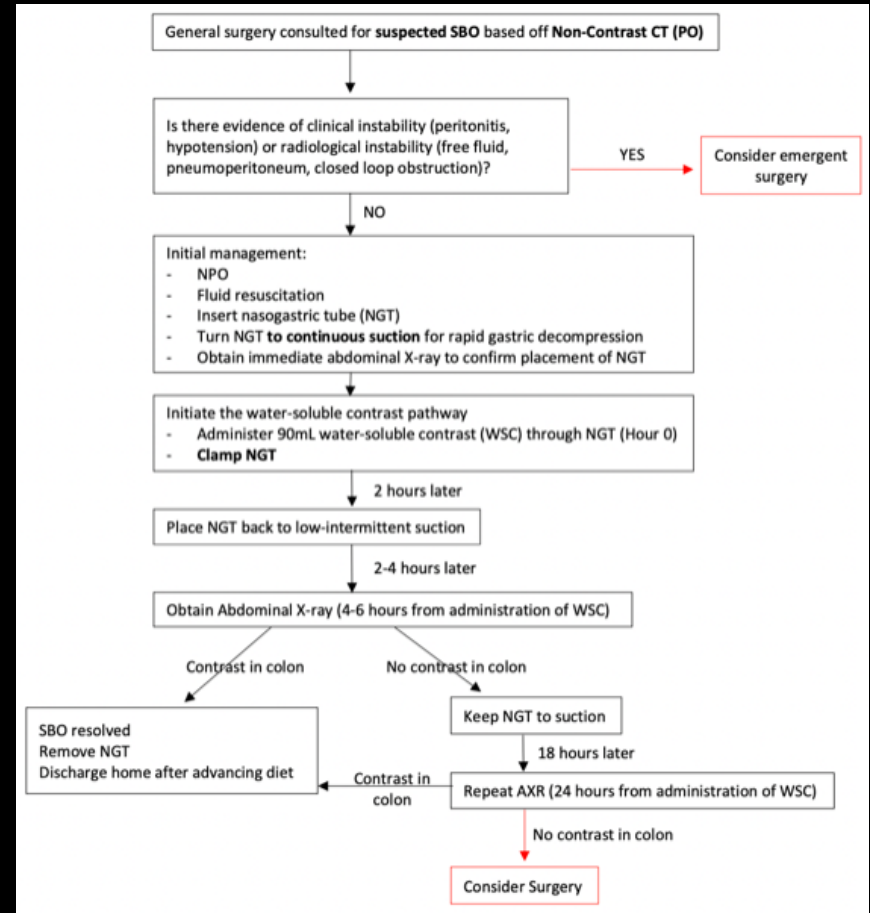 General surgery consulted for suspected SBO based off Non-Contrast CT (PO)
Is there evidence of clinical instability (peritonitis,
hypotension) or radiological instability (free fluid,
pneumoperitoneum, closed loop obstruction)?
YES
Consider emergent
surgery
NO
Initial management:
- NPO
- Fluid resuscitation
- Insert nasogastric tube (NGT)
- Turn NGT to continuous suction for rapid gastric decompression
- Obtain immediate abdominal X-ray to confirm placement of NGT
Initiate the water-soluble contrast pathway
- Administer 90mL water-soluble contrast (WSC) through NGT (Hour 0)
- Clamp NGT
2 hours later
Place NGT back to low-intermittent suction
2-4 hours later
Obtain Abdominal X-ray (4-6 hours from administration of WSC)
Contrast in colon
No contrast in colon
SBO resolved
Remove NGT
Discharge home after advancing diet
Keep NGT to suction
18 hours later
Contrast in
colon
Repeat AXR (24 hours from administration of WSC)
No contrast in colon
Consider Surgery